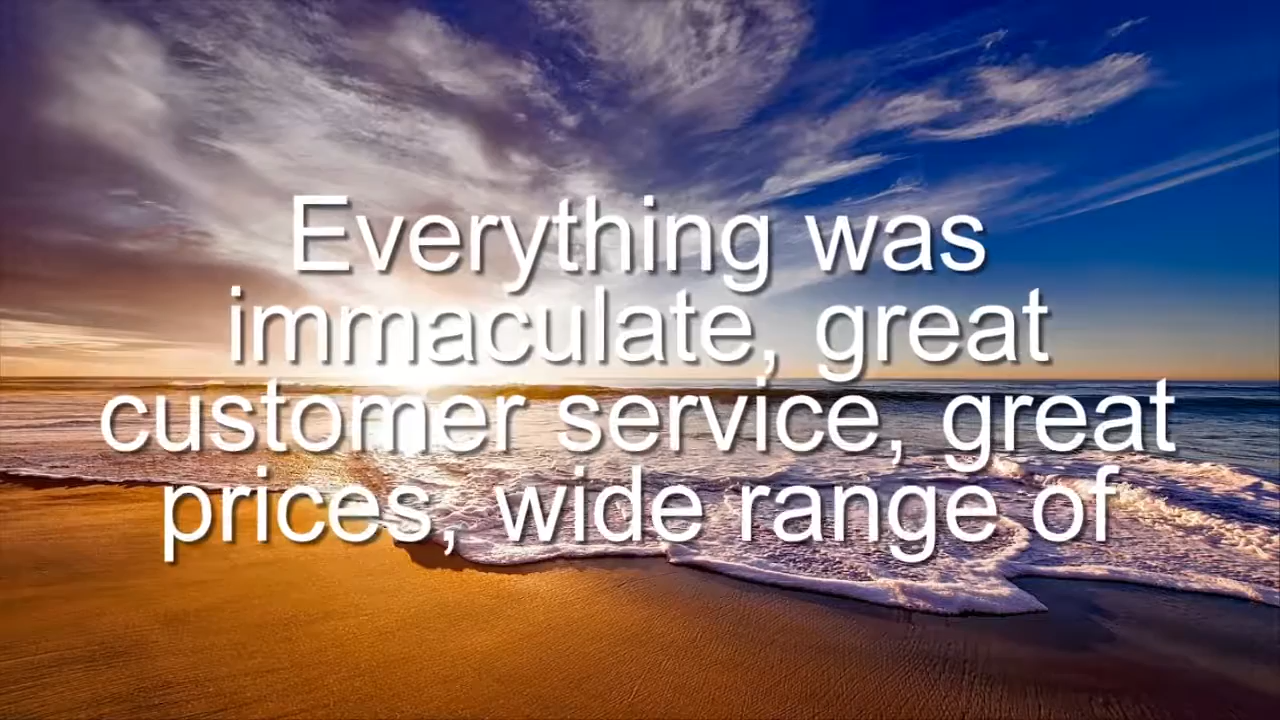 Everything was
immaculate, great
customer service, great
prices, wide range of